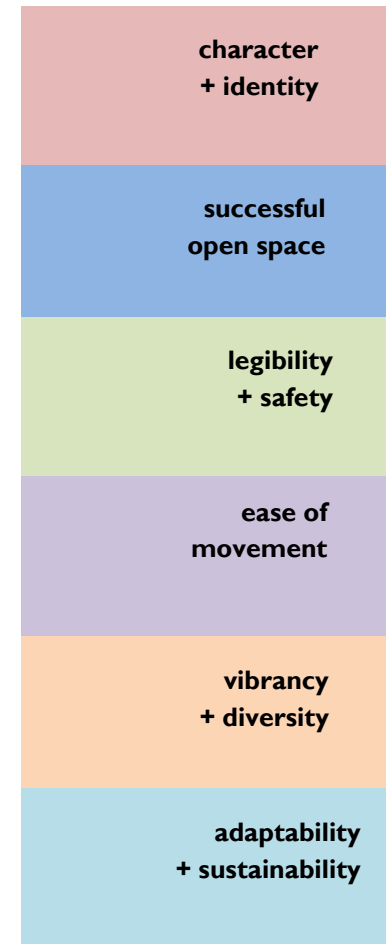 character
+ identity
successful
open space
legibility
+ safety
ease of
movement
vibrancy
+ diversity
adaptability
+ sustainability